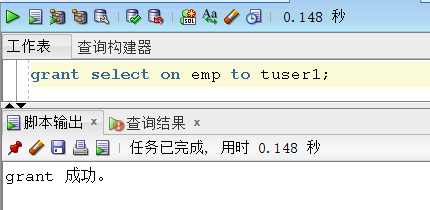 SQL Aa 0.148 秒
工作表 查询构建器
grant select on emp to tuser1;
脚本输出 x 查询结果 x
任务已完成, 用时 0.148 秒
grant 成功。